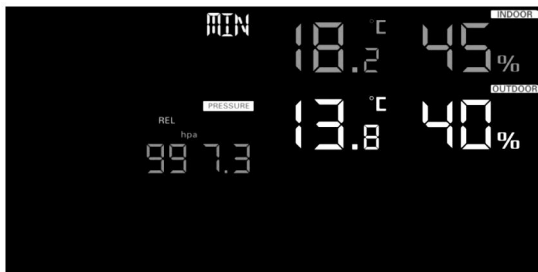 MIN
INDOOR
18.2 °C 45%
OUTDOOR
13.8 °C 40%
PRESSURE
REL
hpa
997.3